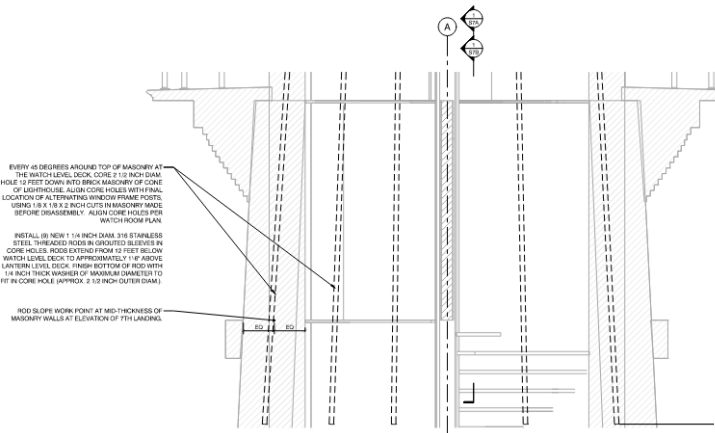 A
1
S7A
1
S7B
EVERY 45 DEGREES AROUND TOP OF MASONRY AT
THE WATCH LEVEL DECK, CORE 2 1/2 INCH DIAM.
HOLE 12 FEET DOWN INTO BRICK MASONRY OF CONE
OF LIGHTHOUSE. ALIGN CORE HOLES WITH FINAL
LOCATION OF ALTERNATING WINDOW FRAME POSTS,
USING 1/8 X 1/8 X 2 INCH CUTS IN MASONRY MADE
BEFORE DISASSEMBLY. ALIGN CORE HOLES PER
WATCH ROOM PLAN.
INSTALL (8) NEW 1 1/4 INCH DIAM. 316 STAINLESS
STEEL THREADED RODS IN GROUTED SLEEVES IN
CORE HOLES. RODS EXTEND FROM 12 FEET BELOW
WATCH LEVEL DECK TO APPROXIMATELY 1'-6" ABOVE
LANTERN LEVEL DECK. FINISH BOTTOM OF ROD WITH
1/4 INCH THICK WASHER OF MAXIMUM DIAMETER TO
FIT IN CORE HOLE (APPROX. 2 1/2 INCH OUTER DIAM.)
ROD SLOPE WORK POINT AT MID-THICKNESS OF
MASONRY WALLS AT ELEVATION OF 7TH LANDING.
EQ EQ